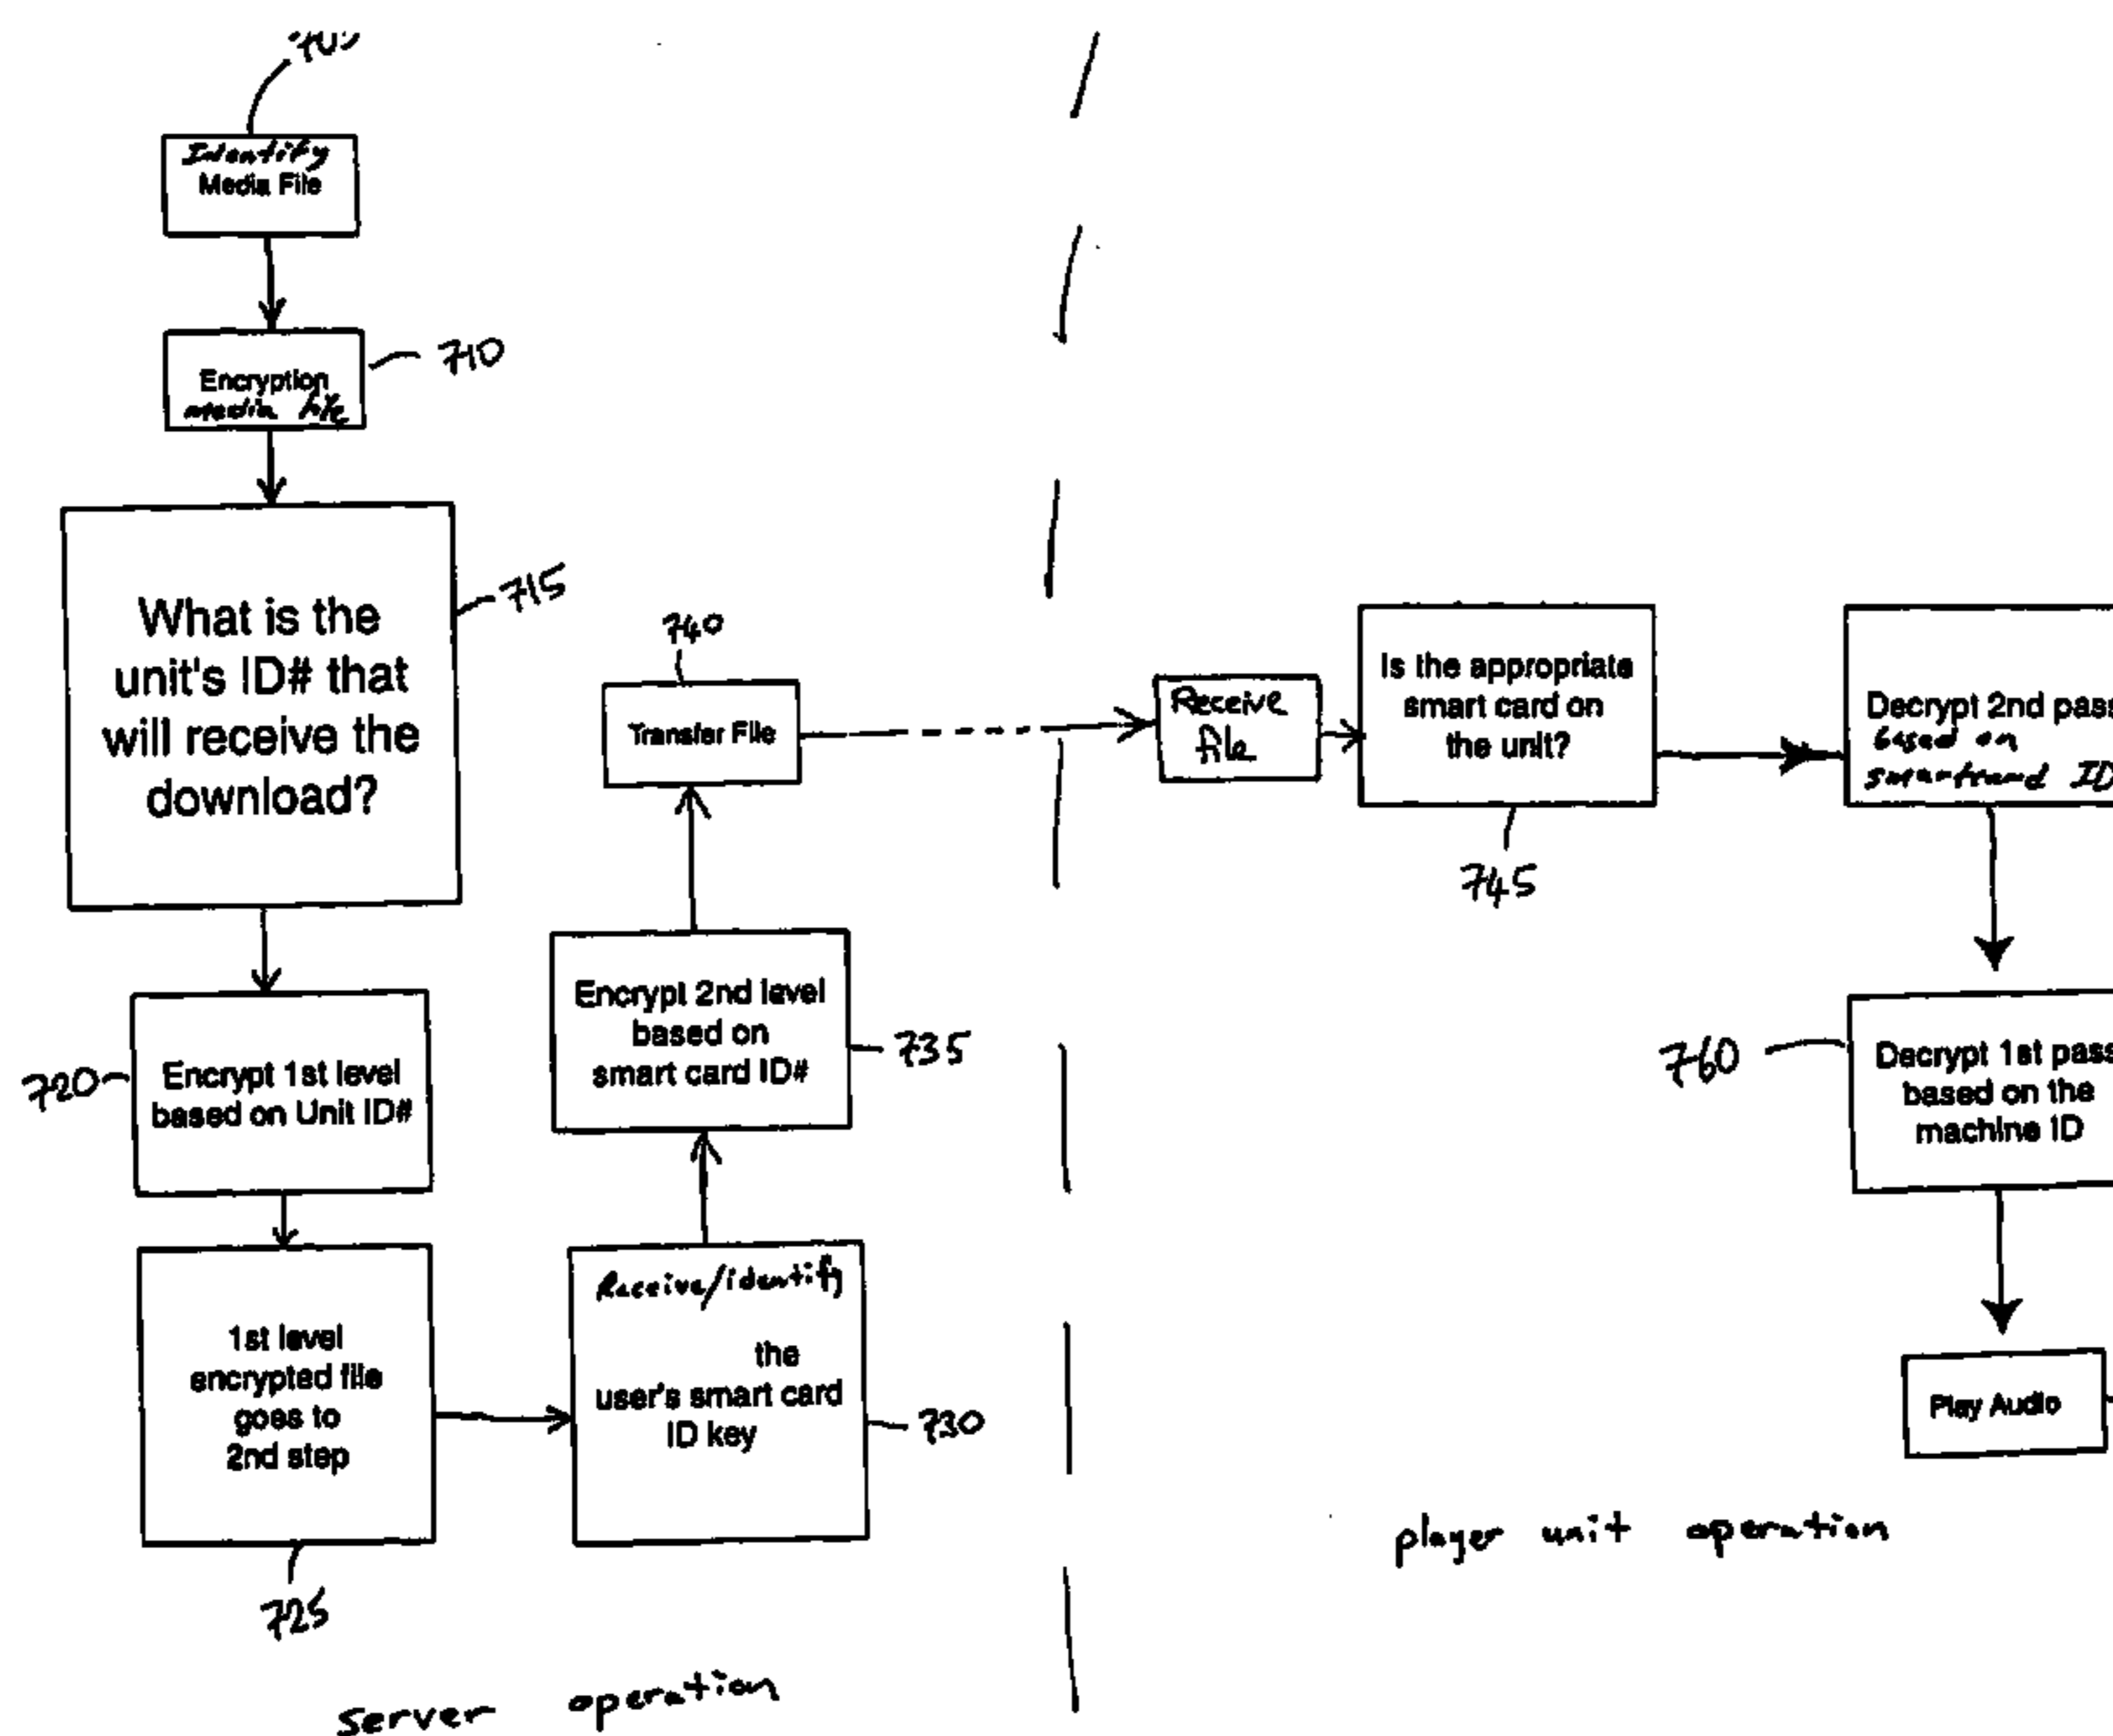 Identify
Media File
710
Encryption
media file
715
What is the
unit's ID# that
will receive the
download?
720
Encrypt 1st level
based on Unit ID#
1st level
encrypted file
goes to
2nd step
725
Receive/identify
the
user's smart card
ID key
730
Encrypt 2nd level
based on
smart card ID#
735
740
Transfer File
server operation
Receive
file
Is the appropriate
smart card on
the unit?
745
Decrypt 2nd pass
based on
smartcard ID
760
Decrypt 1st pass
based on the
machine ID
Play Audio
player unit operation